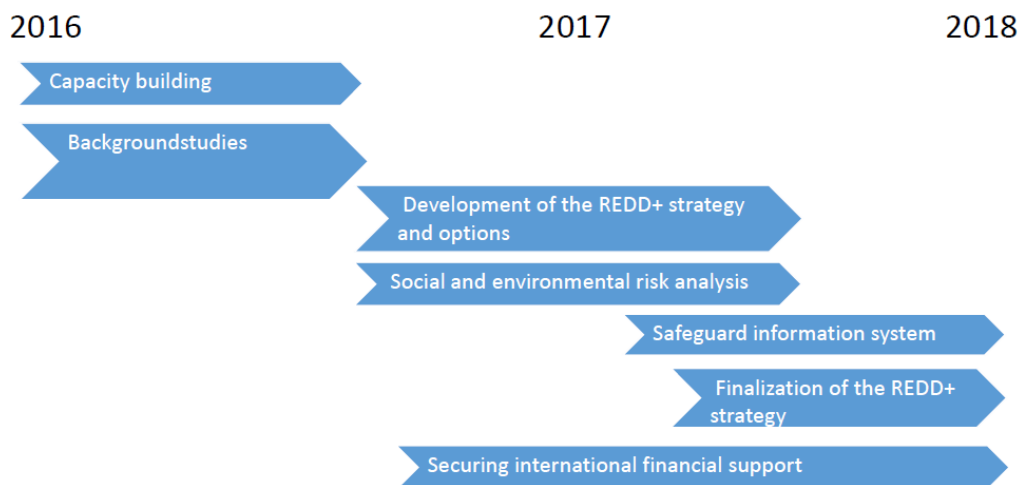 2016 2017 2018
Capacity building
Backgroundstudies
Development of the REDD+ strategy
and options
Social and environmental risk analysis
Safeguard information system
Finalization of the REDD+
strategy
Securing international financial support